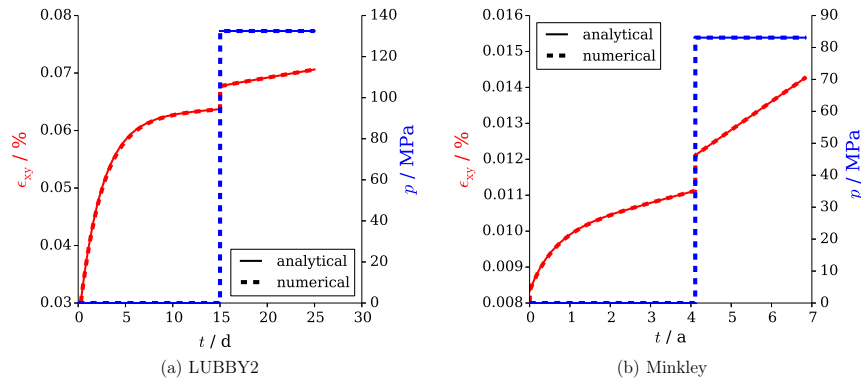 0.08
0.07
0.06
0.05
0.04
0.03
ϵxy / %
140
120
100
80
60
40
20
0
p / MPa
analytical
numerical
0 5 10 15 20 25 30
t / d
(a) LUBBY2
0.016
0.015
0.014
0.013
0.012
0.011
0.010
0.009
0.008
ϵxy / %
90
80
70
60
50
40
30
20
10
0
p / MPa
analytical
numerical
0 1 2 3 4 5 6 7
t / a
(b) Minkley